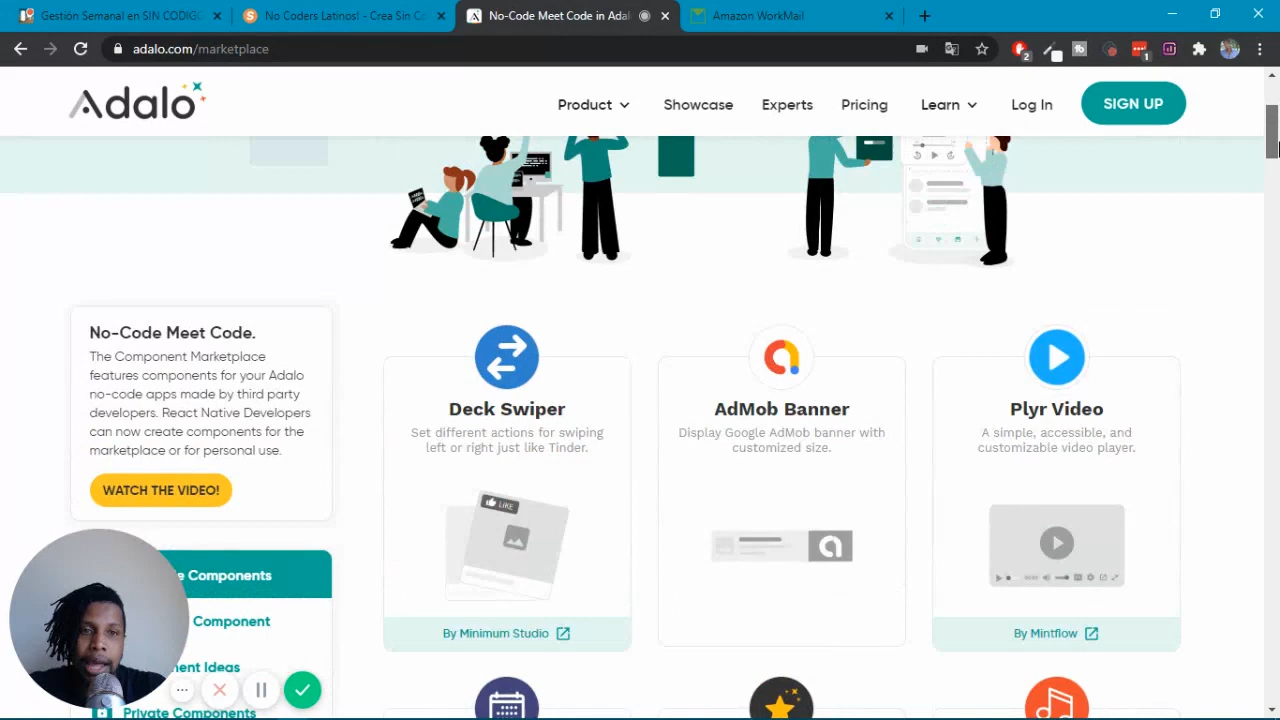 Gestión Semanal en SIN CODIGO
No Coders Latinos! - Crea Sin Co
No-Code Meet Code in Adal
Amazon WorkMail
adalo.com/marketplace
2
1
Adalo
Product
Showcase
Experts
Pricing
Learn
Log In
SIGN UP
No-Code Meet Code.
The Component Marketplace
features components for your Adalo
no-code apps made by third party
developers. React Native Developers
can now create components for the
marketplace or for personal use.
WATCH THE VIDEO!
Components
Component
Ideas
Private Components
Deck Swiper
Set different actions for swiping
left or right just like Tinder.
LIKE
By Minimum Studio
AdMob Banner
Display Google AdMob banner with
customized size.
Plyr Video
A simple, accessible, and
customizable video player.
By Mintflow